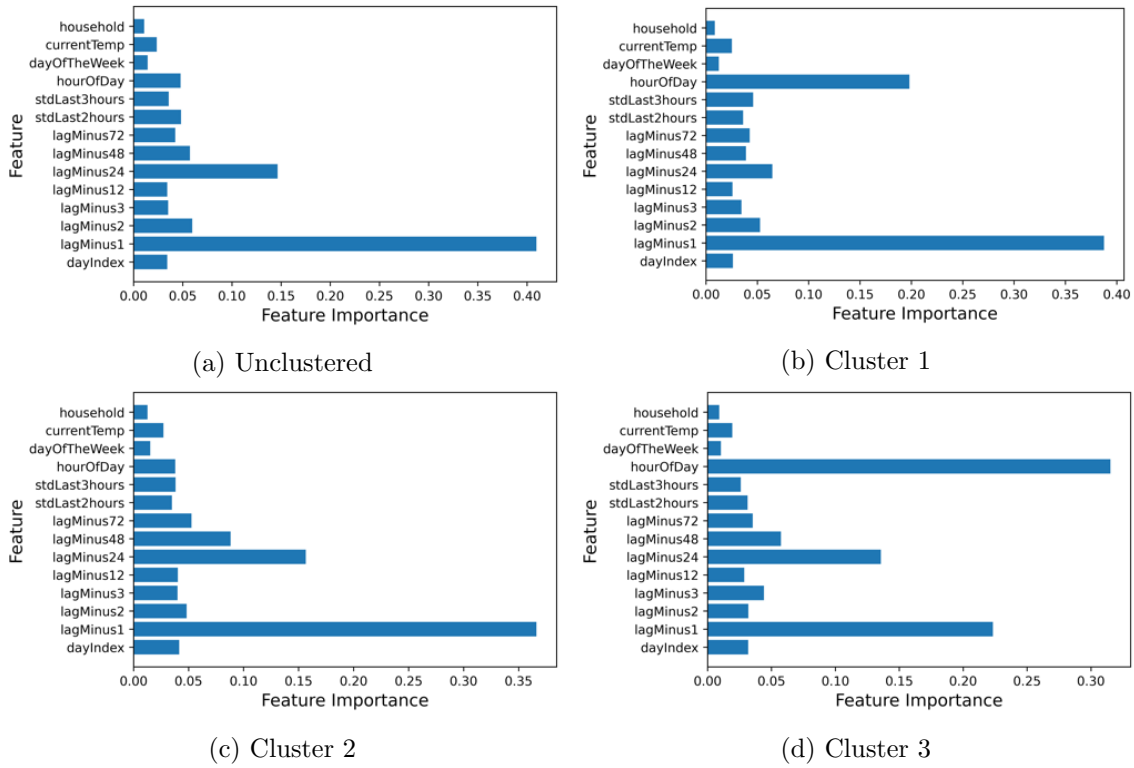 household
currentTemp
dayOfTheWeek
hourOfDay
stdLast3hours
stdLast2hours
lagMinus72
lagMinus48
lagMinus24
lagMinus12
lagMinus3
lagMinus2
lagMinus1
dayIndex
Feature
0.00 0.05 0.10 0.15 0.20 0.25 0.30 0.35 0.40
Feature Importance
(a) Unclustered
household
currentTemp
dayOfTheWeek
hourOfDay
stdLast3hours
stdLast2hours
lagMinus72
lagMinus48
lagMinus24
lagMinus12
lagMinus3
lagMinus2
lagMinus1
dayIndex
Feature
0.00 0.05 0.10 0.15 0.20 0.25 0.30 0.35 0.40
Feature Importance
(b) Cluster 1
household
currentTemp
dayOfTheWeek
hourOfDay
stdLast3hours
stdLast2hours
lagMinus72
lagMinus48
lagMinus24
lagMinus12
lagMinus3
lagMinus2
lagMinus1
dayIndex
Feature
0.00 0.05 0.10 0.15 0.20 0.25 0.30 0.35
Feature Importance
(c) Cluster 2
household
currentTemp
dayOfTheWeek
hourOfDay
stdLast3hours
stdLast2hours
lagMinus72
lagMinus48
lagMinus24
lagMinus12
lagMinus3
lagMinus2
lagMinus1
dayIndex
Feature
0.00 0.05 0.10 0.15 0.20 0.25 0.30
Feature Importance
(d) Cluster 3